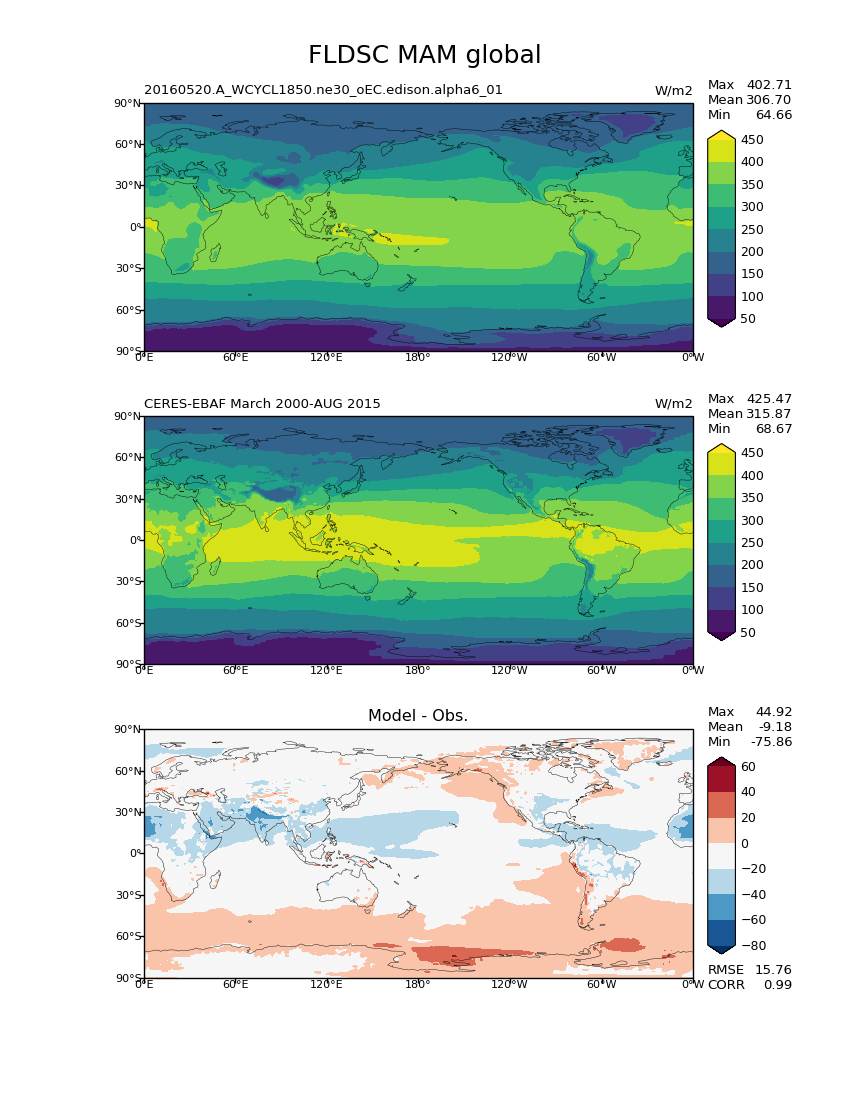 FLDSC MAM global
20160520.A_WCYCL1850.ne30_oEC.edison.alpha6_01 W/m2
Max 402.71
Mean 306.70
Min 64.66
90°N
60°N
30°N
0°
30°S
60°S
90°S
0°E 60°E 120°E 180° 120°W 60°W 0°W
450
400
350
300
250
200
150
100
50
CERES-EBAF March 2000-AUG 2015 W/m2
Max 425.47
Mean 315.87
Min 68.67
90°N
60°N
30°N
0°
30°S
60°S
90°S
0°E 60°E 120°E 180° 120°W 60°W 0°W
450
400
350
300
250
200
150
100
50
Model - Obs.
Max 44.92
Mean -9.18
Min -75.86
90°N
60°N
30°N
0°
30°S
60°S
90°S
0°E 60°E 120°E 180° 120°W 60°W 0°W
60
40
20
0
−20
−40
−60
−80
RMSE 15.76
CORR 0.99